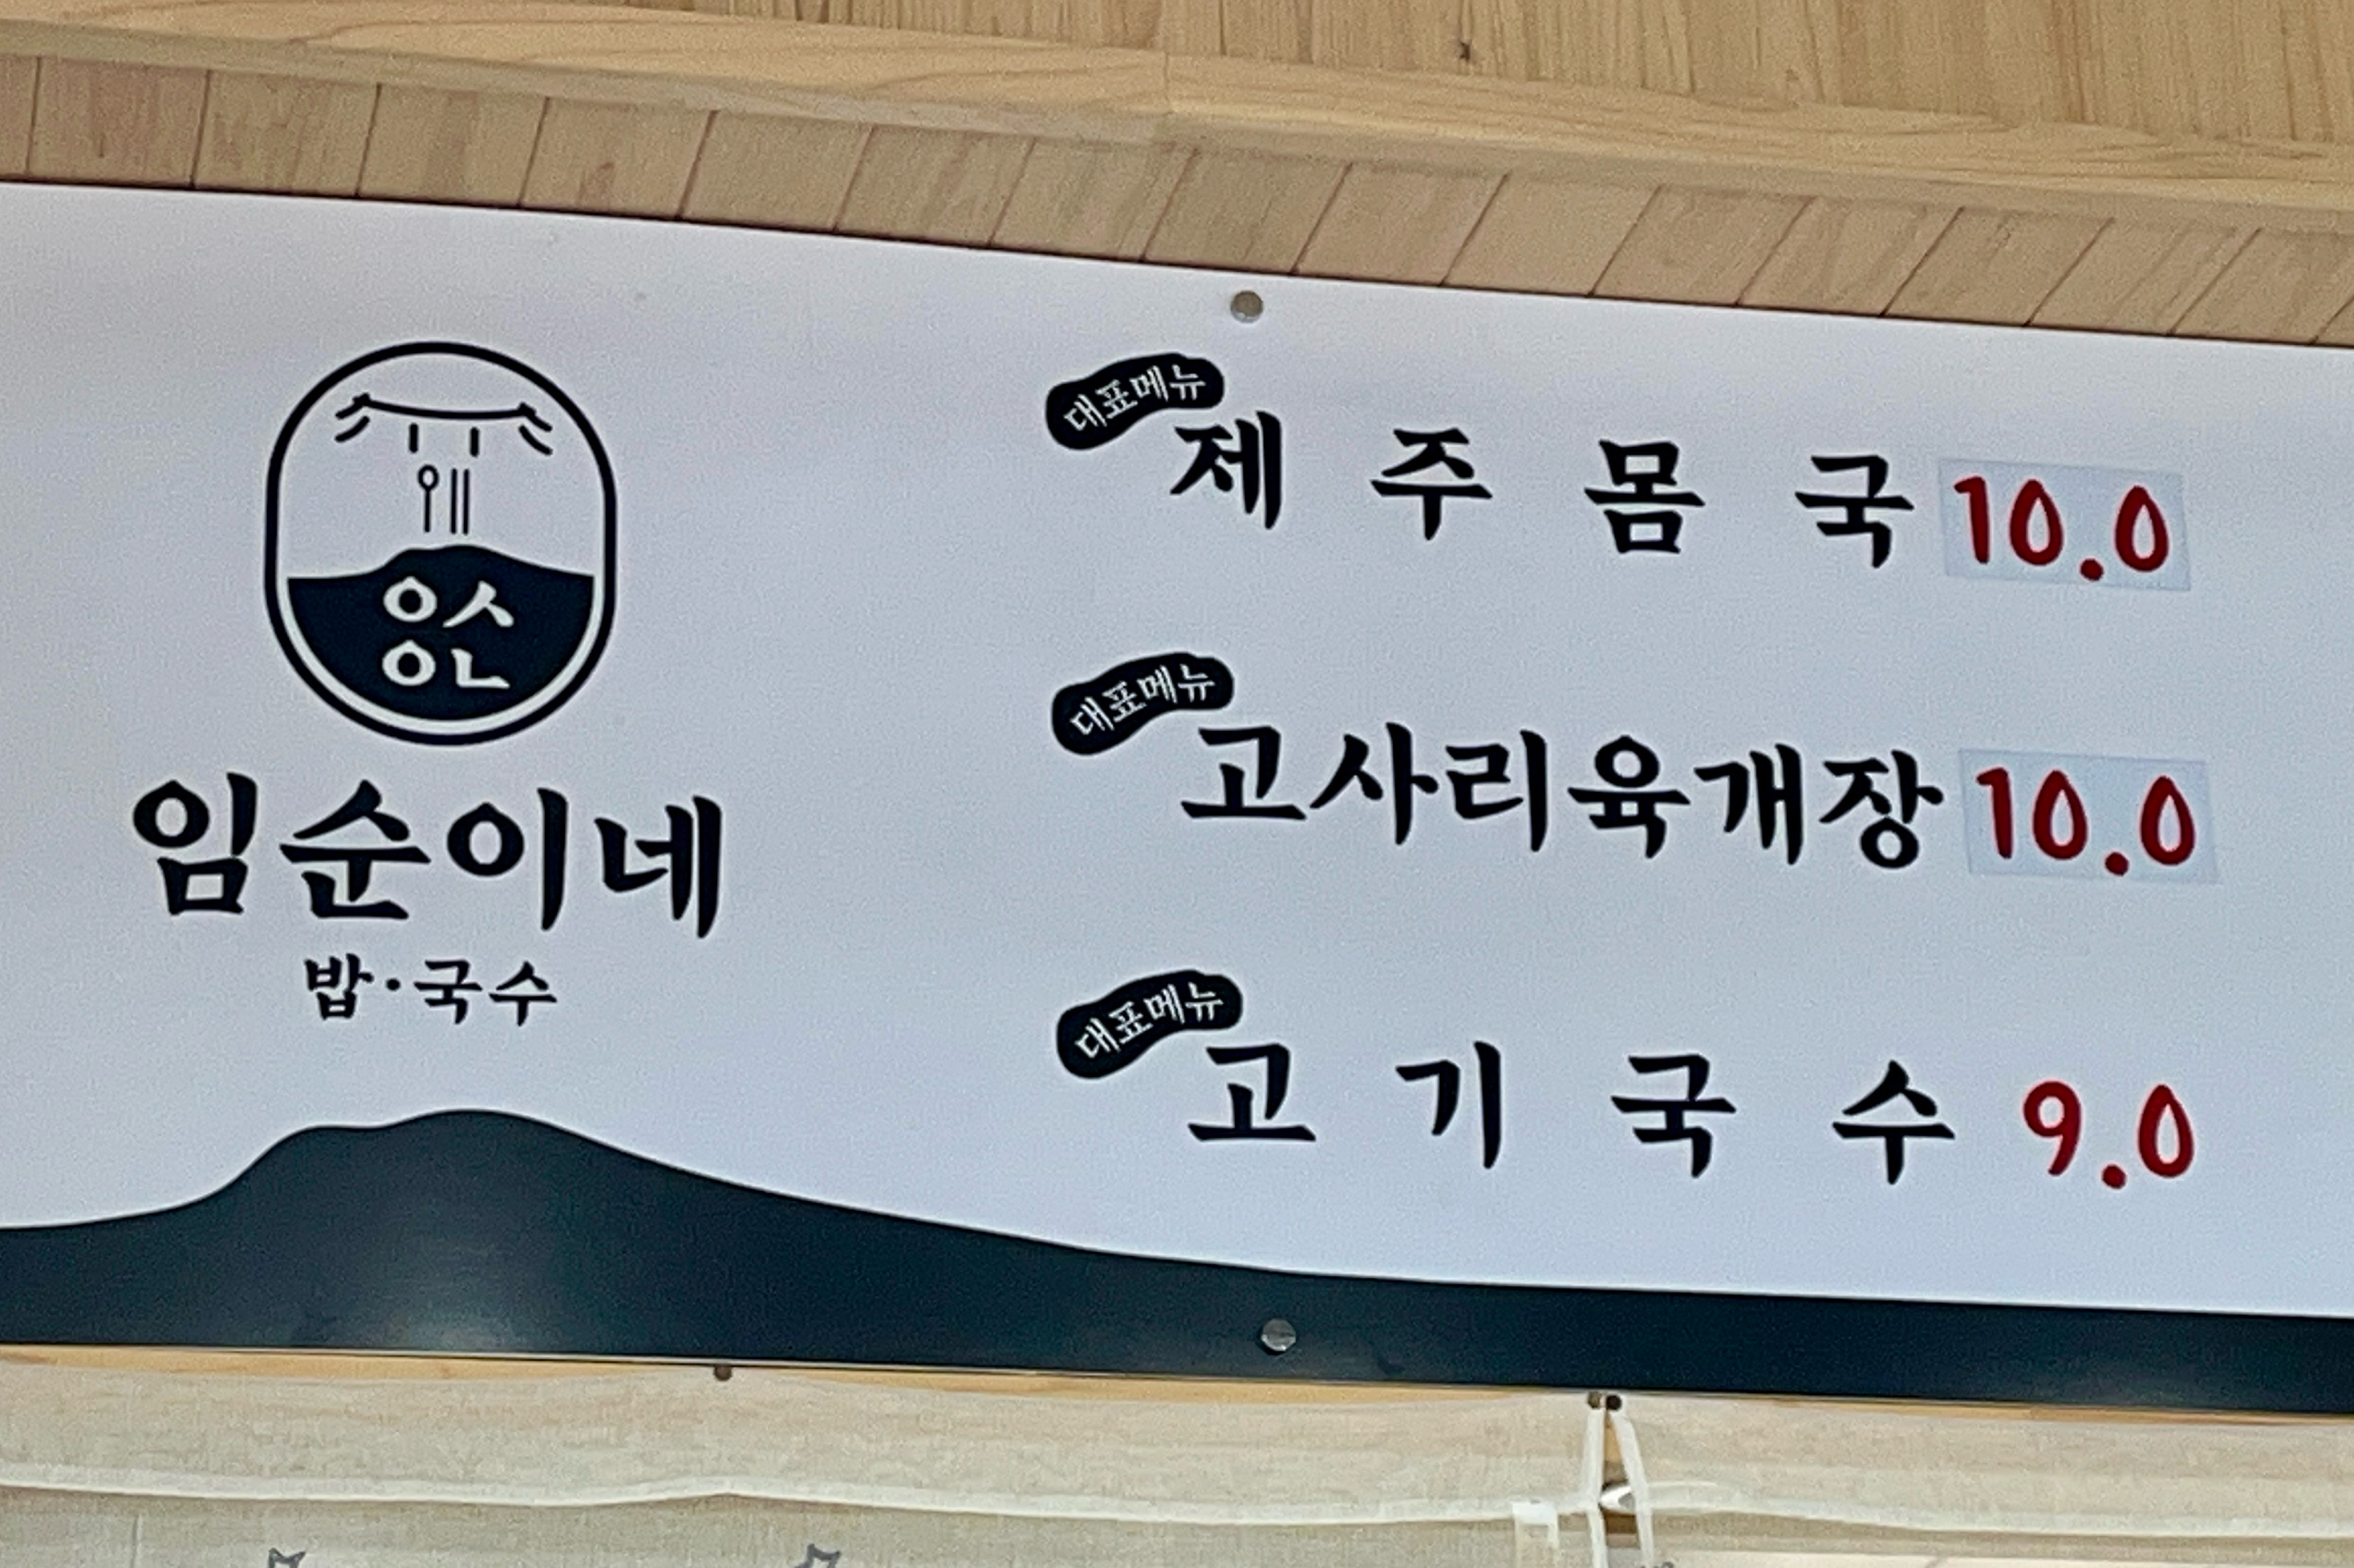 임순이네
밥·국수
대표메뉴
제 주 몸 국 10.0
대표메뉴
고사리육개장 10.0
대표메뉴
고 기 국 수 9.0